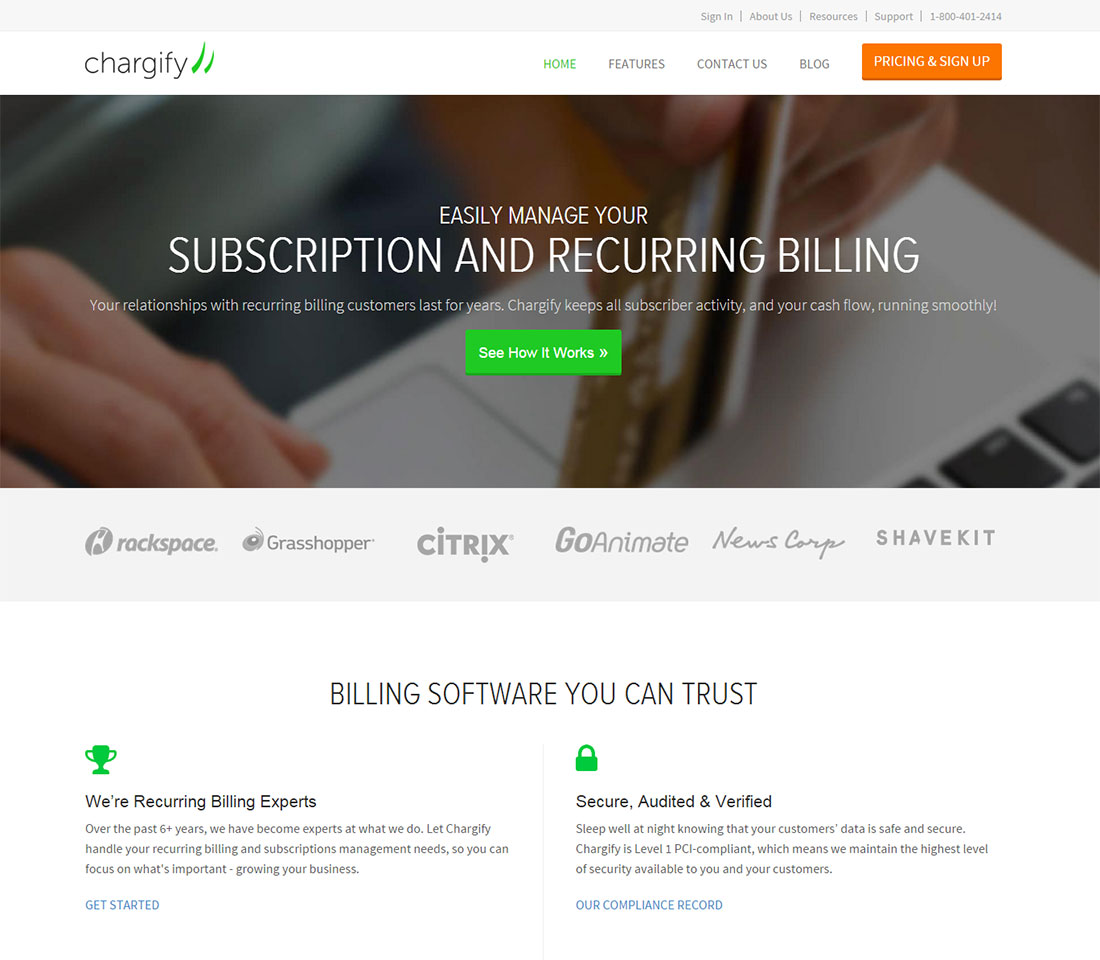 Sign In | About Us | Resources | Support | 1-800-401-2414
chargify HOME FEATURES CONTACT US BLOG PRICING & SIGN UP
EASILY MANAGE YOUR
SUBSCRIPTION AND RECURRING BILLING
Your relationships with recurring billing customers last for years. Chargify keeps all subscriber activity, and your cash flow, running smoothly!
See How It Works »
rackspace. Grasshopper™ CiTRIX® GoAnimate News Corp SHAVEKIT
BILLING SOFTWARE YOU CAN TRUST
We're Recurring Billing Experts
Over the past 6+ years, we have become experts at what we do. Let Chargify
handle your recurring billing and subscriptions management needs, so you can
focus on what's important - growing your business.
GET STARTED
Secure, Audited & Verified
Sleep well at night knowing that your customers' data is safe and secure.
Chargify is Level 1 PCI-compliant, which means we maintain the highest level
of security available to you and your customers.
OUR COMPLIANCE RECORD